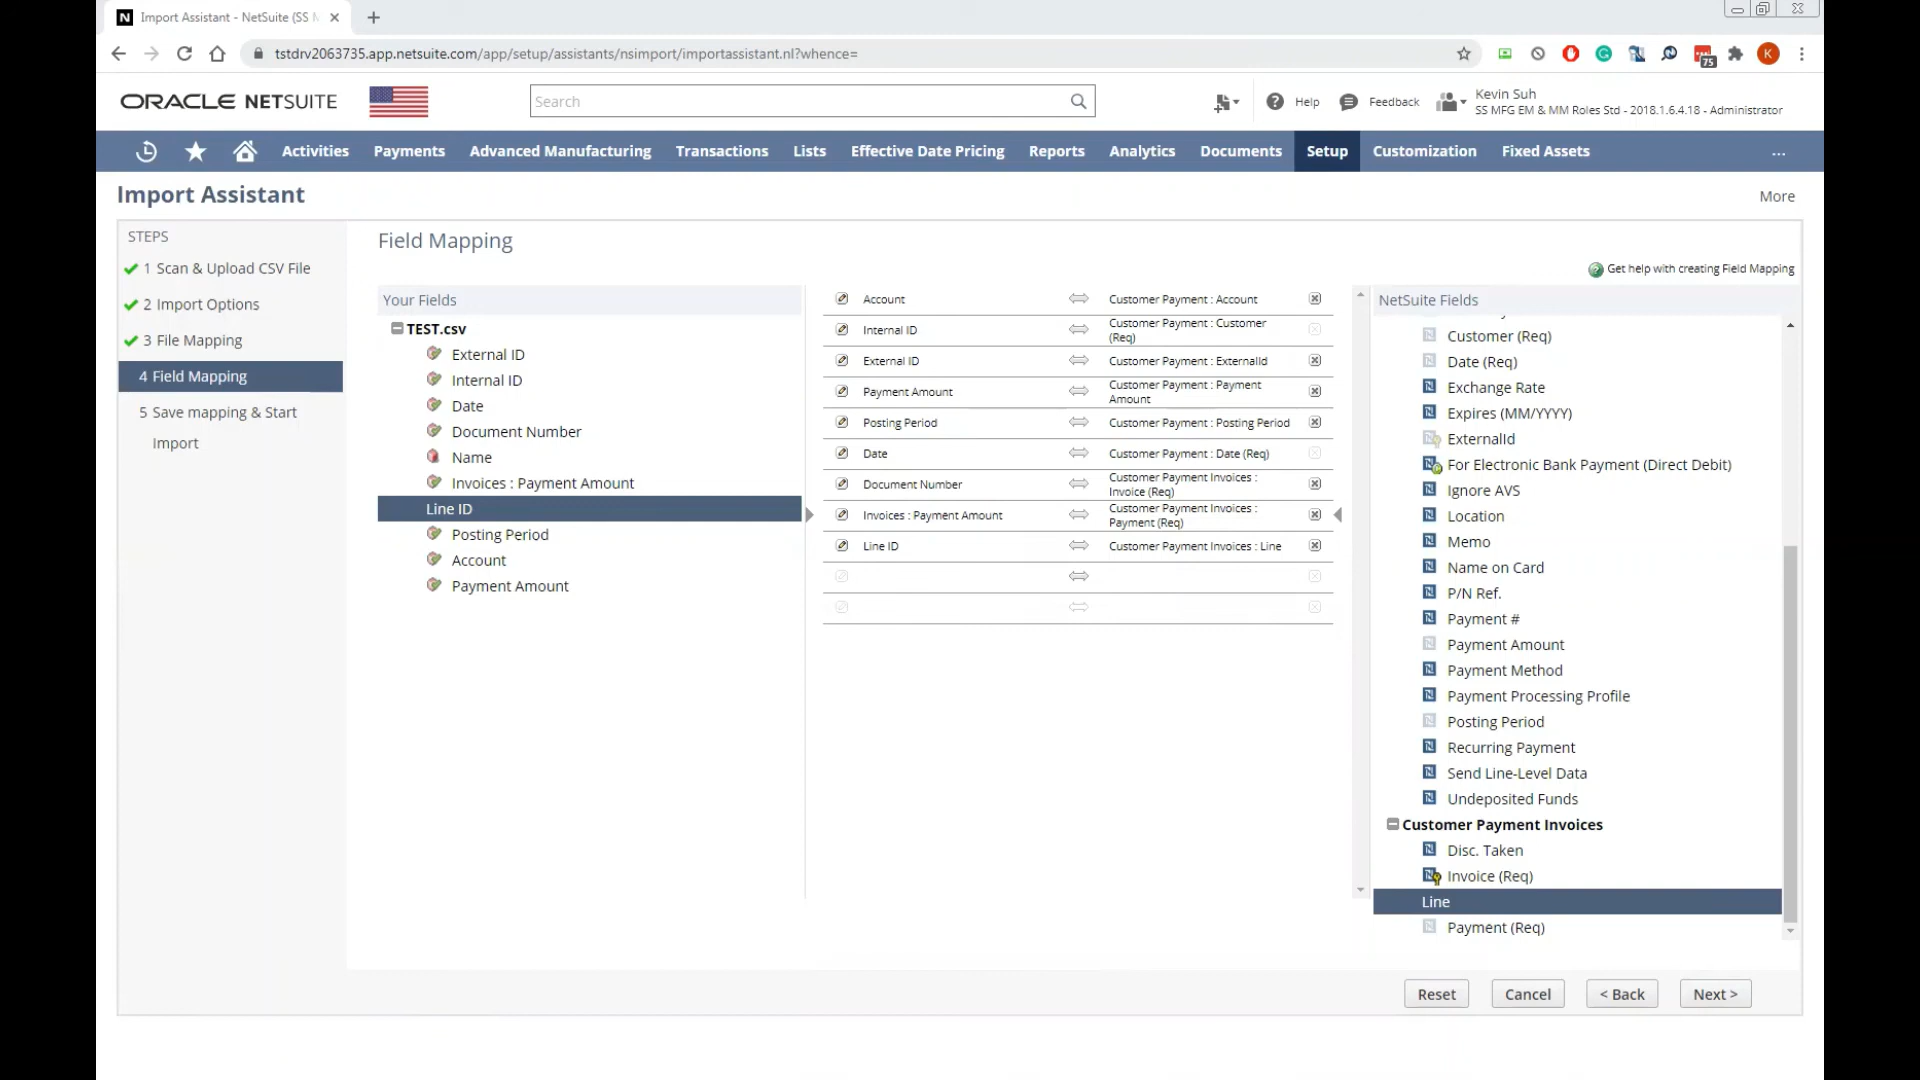 Import Assistant - NetSuite (SS
tstdrv2063735.app.netsuite.com/app/setup/assistants/nsimport/importassistant.nl?whence=
75
K
ORACLE NETSUITE
Search
Help
Feedback
Kevin Suh
SS MFG EM & MM Roles Std - 2018.1.6.4.18 - Administrator
Activities
Payments
Advanced Manufacturing
Transactions
Lists
Effective Date Pricing
Reports
Analytics
Documents
Setup
Customization
Fixed Assets
...
Import Assistant
More
STEPS
1 Scan & Upload CSV File
2 Import Options
3 File Mapping
4 Field Mapping
5 Save mapping & Start
Import
Field Mapping
Get help with creating Field Mapping
Your Fields
TEST.csv
External ID
Internal ID
Date
Document Number
Name
Invoices : Payment Amount
Line ID
Posting Period
Account
Payment Amount
Account
Customer Payment : Account
Internal ID
Customer Payment : Customer
(Req)
External ID
Customer Payment : ExternalId
Payment Amount
Customer Payment : Payment
Amount
Posting Period
Customer Payment : Posting Period
Date
Customer Payment : Date (Req)
Document Number
Customer Payment Invoices :
Invoice (Req)
Invoices : Payment Amount
Customer Payment Invoices :
Payment (Req)
Line ID
Customer Payment Invoices : Line
NetSuite Fields
Customer (Req)
Date (Req)
Exchange Rate
Expires (MM/YYYY)
ExternalId
For Electronic Bank Payment (Direct Debit)
Ignore AVS
Location
Memo
Name on Card
P/N Ref.
Payment #
Payment Amount
Payment Method
Payment Processing Profile
Posting Period
Recurring Payment
Send Line-Level Data
Undeposited Funds
Customer Payment Invoices
Disc. Taken
Invoice (Req)
Line
Payment (Req)
Reset
Cancel
< Back
Next >